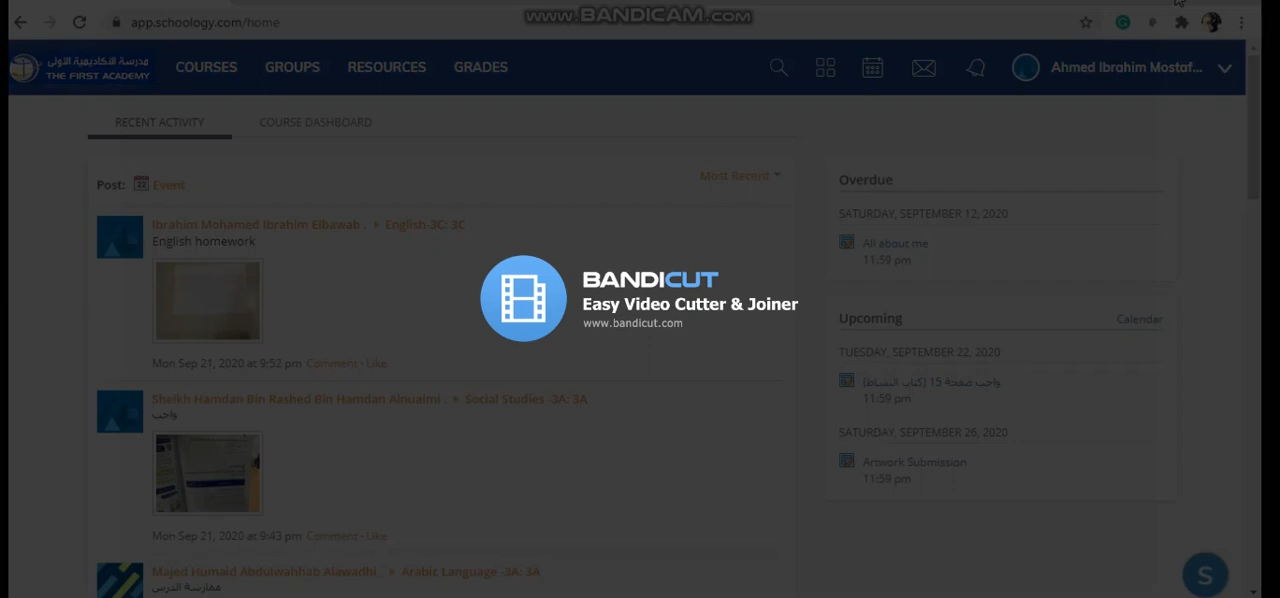 app.schoology.com/home
www.BANDICAM.com
مدرسة الأكاديمية الأولى
THE FIRST ACADEMY
COURSES
GROUPS
RESOURCES
GRADES
Ahmed Ibrahim Mostaf...
RECENT ACTIVITY
COURSE DASHBOARD
Post: Event
Most Recent
Ibrahim Mohamed Ibrahim Elbawab . English-3C: 3C
English homework
Mon Sep 21, 2020 at 9:52 pm Comment · Like
Sheikh Hamdan Bin Rashed Bin Hamdan Alnuaimi . Social Studies -3A: 3A
واجب
Mon Sep 21, 2020 at 9:43 pm Comment · Like
Majed Humaid Abdulwahhab Alawadhi . Arabic Language -3A: 3A
ممارسة الدرس
BANDICUT
Easy Video Cutter & Joiner
www.bandicut.com
Overdue
SATURDAY, SEPTEMBER 12, 2020
All about me
11:59 pm
Upcoming
Calendar
TUESDAY, SEPTEMBER 22, 2020
واجب صفحة 15 (كتاب النشاط)
11:59 pm
SATURDAY, SEPTEMBER 26, 2020
Artwork Submission
11:59 pm
S